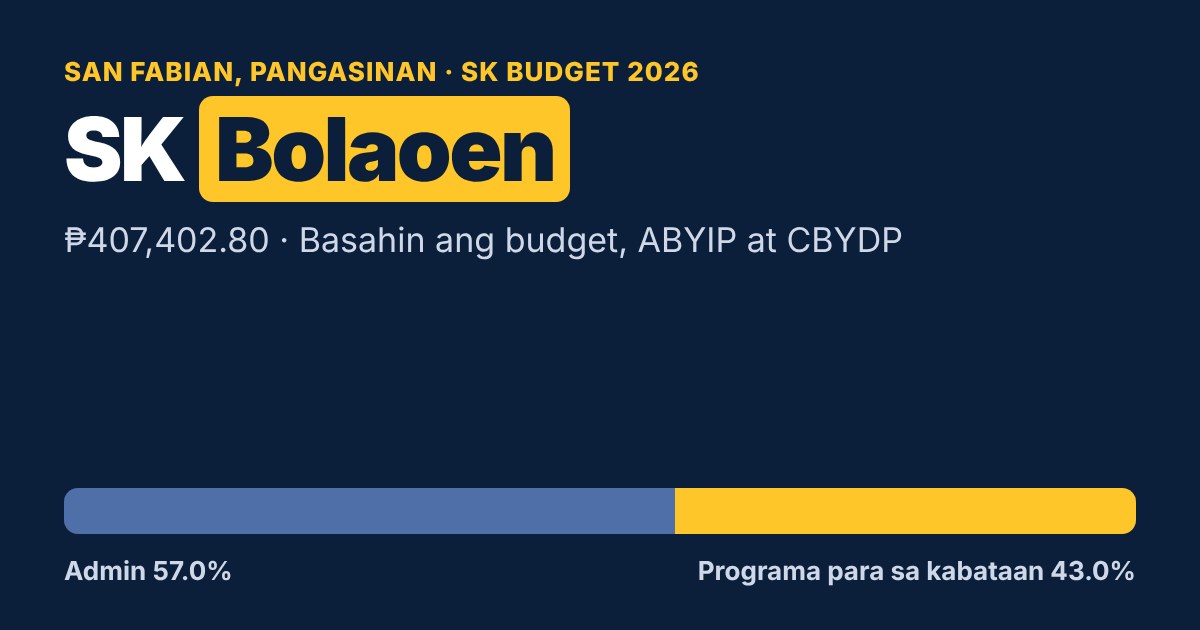 SAN FABIAN, PANGASINAN · SK BUDGET 2026
SK Bolaoen
₱407,402.80 · Basahin ang budget, ABYIP at CBYDP
Admin 57.0%
Programa para sa kabataan 43.0%